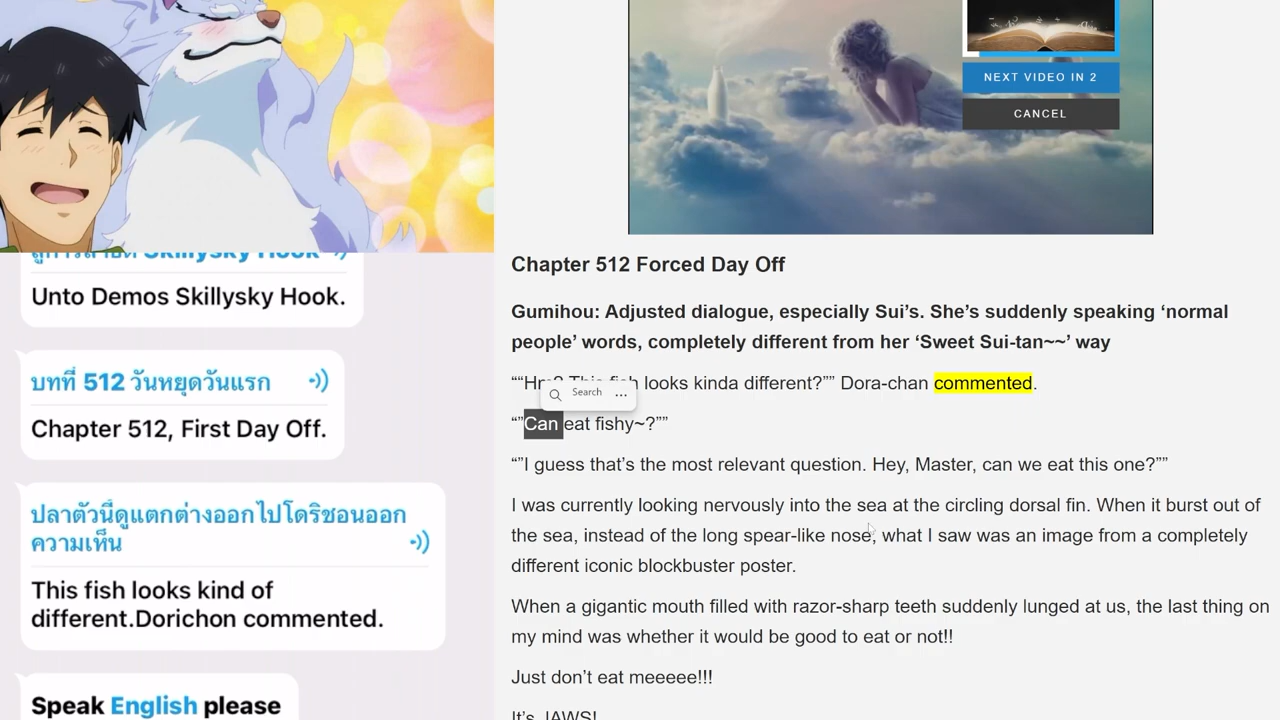 Skillysky Hook
Unto Demos Skillysky Hook.
บทที่ 512 วันหยุดวันแรก
Chapter 512, First Day Off.
ปลาตัวนี้ดูแตกต่างออกไปโดริชอนออก
ความเห็น
This fish looks kind of
different.Dorichon commented.
Speak English please
NEXT VIDEO IN 2
CANCEL
Chapter 512 Forced Day Off
Gumihou: Adjusted dialogue, especially Sui’s. She’s suddenly speaking ‘normal
people’ words, completely different from her ‘Sweet Sui-tan~~’ way
““Hm? This fish looks kinda different?”” Dora-chan commented.
Search
“”Can eat fishy~?””
“”I guess that’s the most relevant question. Hey, Master, can we eat this one?””
I was currently looking nervously into the sea at the circling dorsal fin. When it burst out of
the sea, instead of the long spear-like nose, what I saw was an image from a completely
different iconic blockbuster poster.
When a gigantic mouth filled with razor-sharp teeth suddenly lunged at us, the last thing on
my mind was whether it would be good to eat or not!!
Just don’t eat meeeee!!!
It’s JAWS!